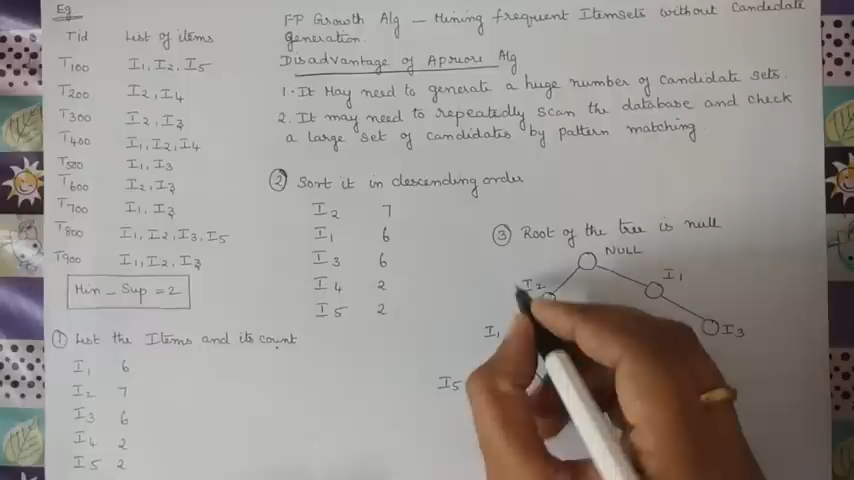 Eg
Tid List of items
T100 I1, I2, I5
T200 I2, I4
T300 I2, I3
T400 I1, I2, I4
T500 I1, I3
T600 I2, I3
T700 I1, I3
T800 I1, I2, I3, I5
T900 I1, I2, I3
Min_Sup = 2
① List the Items and its count
I1 6
I2 7
I3 6
I4 2
I5 2
FP Growth Alg — Mining frequent Itemsets without Candidate
generation.
Disadvantage of Apriori Alg
1. It May need to generate a huge number of candidate sets.
2. It may need to repeatedly scan the database and check
a large set of candidates by pattern matching
② Sort it in descending order
I2 7
I1 6
I3 6
I4 2
I5 2
③ Root of the tree is null
NULL
I2 I1
I1 I3
I5